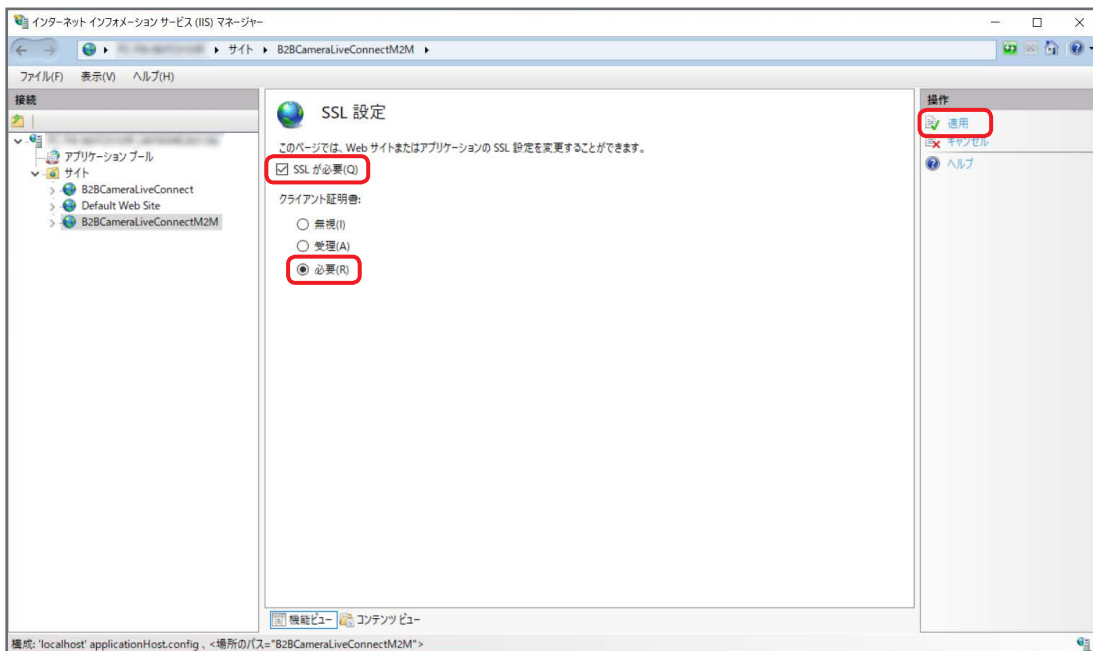 インターネット インフォメーション サービス (IIS) マネージャー
サイト
B2BCameraLiveConnectM2M
ファイル(F) 表示(V) ヘルプ(H)
接続
アプリケーション プール
サイト
B2BCameraLiveConnect
Default Web Site
B2BCameraLiveConnectM2M
SSL 設定
このページでは、Web サイトまたはアプリケーションの SSL 設定を変更することができます。
SSL が必要(Q)
クライアント証明書:
無視(I)
受理(A)
必要(R)
機能ビュー
コンテンツ ビュー
操作
適用
キャンセル
ヘルプ
構成: 'localhost' applicationHost.config 、<場所のパス="B2BCameraLiveConnectM2M">